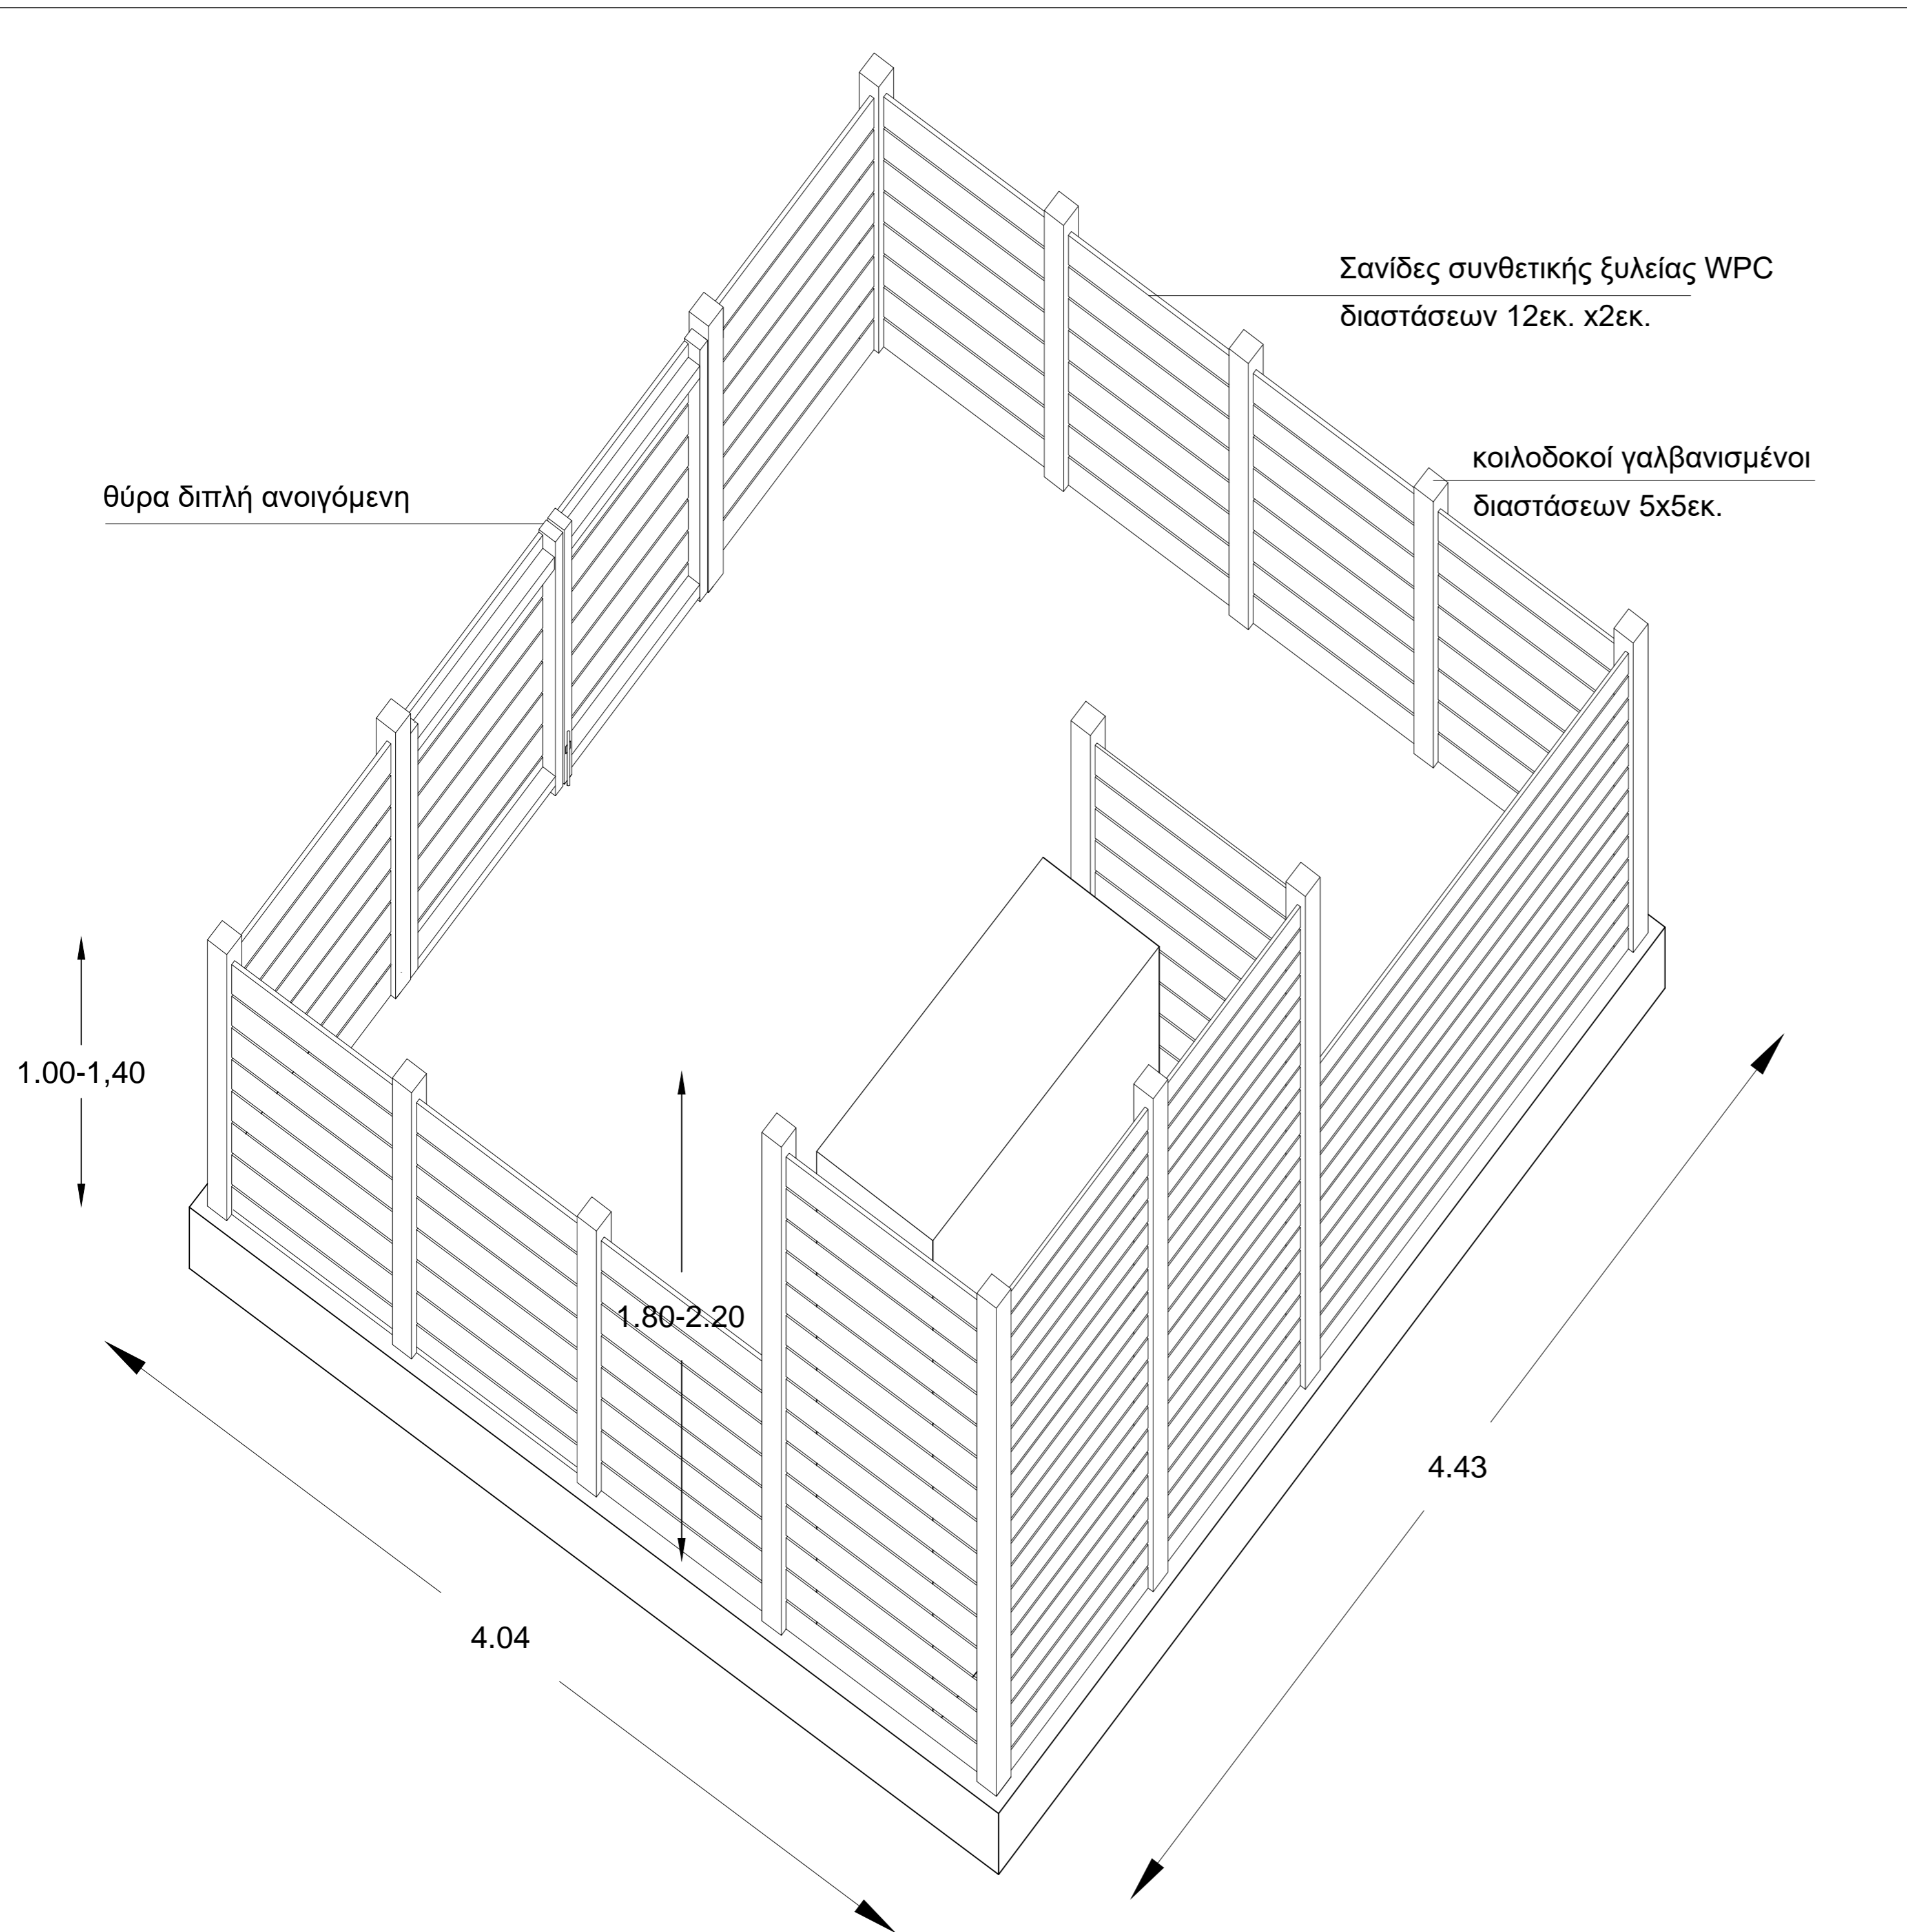 Σανίδες συνθετικής ξυλείας WPC
διαστάσεων 12εκ. x2εκ.
κοιλοδοκοί γαλβανισμένοι
διαστάσεων 5x5εκ.
θύρα διπλή ανοιγόμενη
1.00-1,40
1.80-2.20
4.43
4.04